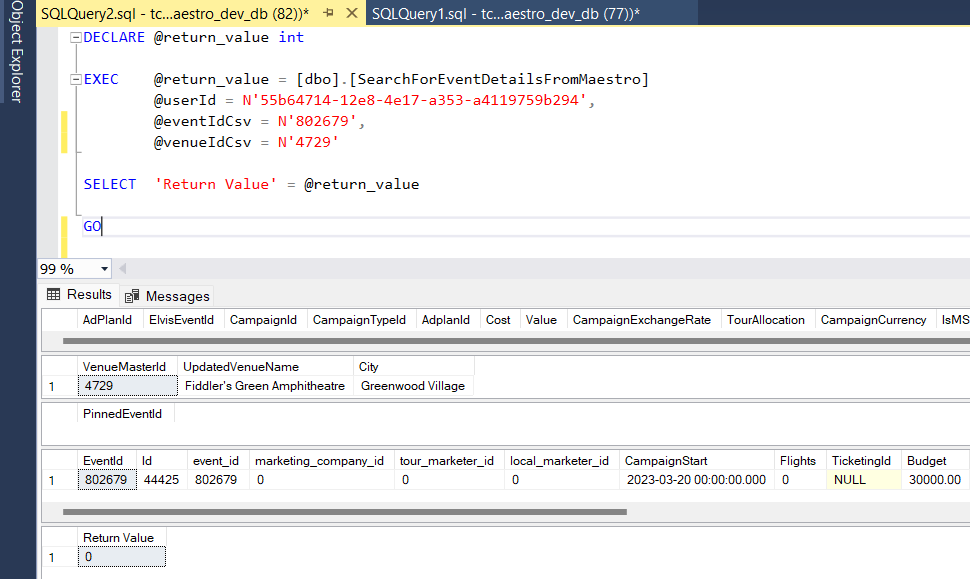 Object Explorer
SQLQuery2.sql - tc...aestro_dev_db (82))*
SQLQuery1.sql - tc...aestro_dev_db (77))*
DECLARE @return_value int
EXEC @return_value = [dbo].[SearchForEventDetailsFromMaestro]
@userId = N'55b64714-12e8-4e17-a353-a4119759b294',
@eventIdCsv = N'802679',
@venueIdCsv = N'4729'
SELECT 'Return Value' = @return_value
GO
99 %
Results Messages
AdPlanId ElvisEventId CampaignId CampaignTypeId AdplanId Cost Value CampaignExchangeRate TourAllocation CampaignCurrency IsMS
VenueMasterId UpdatedVenueName City
1 4729 Fiddler's Green Amphitheatre Greenwood Village
PinnedEventId
EventId Id event_id marketing_company_id tour_marketer_id local_marketer_id CampaignStart Flights TicketingId Budget
1 802679 44425 802679 0 0 0 2023-03-20 00:00:00.000 0 NULL 30000.00
Return Value
1 0